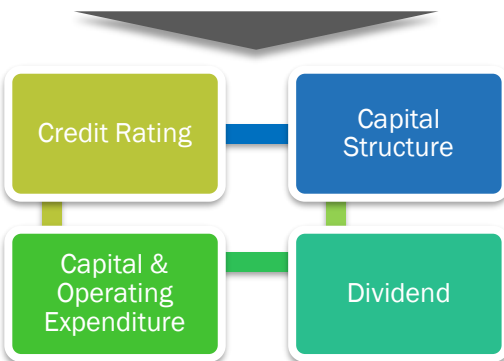 Credit Rating
Capital
Structure
Capital &
Operating
Expenditure
Dividend